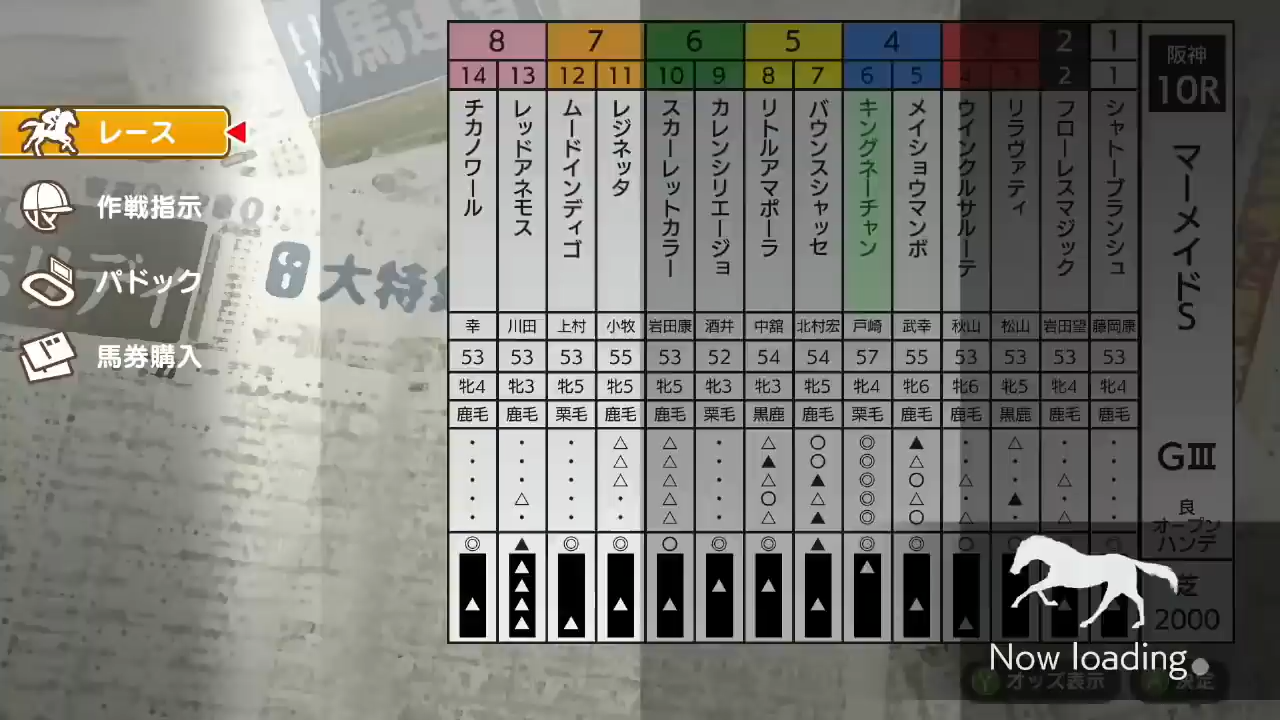 レース
作戦指示
パドック
馬券購入
大特集
8 7 6 5 4 2 1
14 13 12 11 10 9 8 7 6 5 4 3 2 1
チカノワール
レッドアネモス
ムードインディゴ
レジネッタ
スカーレットカラー
カレンシリエージョ
リトルアマポーラ
バウンスシャッセ
キングネーチャン
メイショウマンボ
ウインクルサルーテ
リラヴァティ
フローレスマジック
シャトーブランシュ
幸 川田 上村 小牧 岩田康 酒井 中舘 北村宏 戸崎 武幸 秋山 松山 岩田望 藤岡康
53 53 53 55 53 52 54 54 57 55 53 53 53 53
牝4 牝3 牝5 牝5 牝5 牝3 牝3 牝5 牝4 牝6 牝6 牝5 牝4 牝4
鹿毛 鹿毛 栗毛 鹿毛 鹿毛 栗毛 黒鹿 鹿毛 栗毛 鹿毛 鹿毛 黒鹿 鹿毛 鹿毛
阪神
10R
マーメイドS
GⅢ
良
オープン
ハンデ
芝
2000
Now loading
Y オッズ表示 A 決定